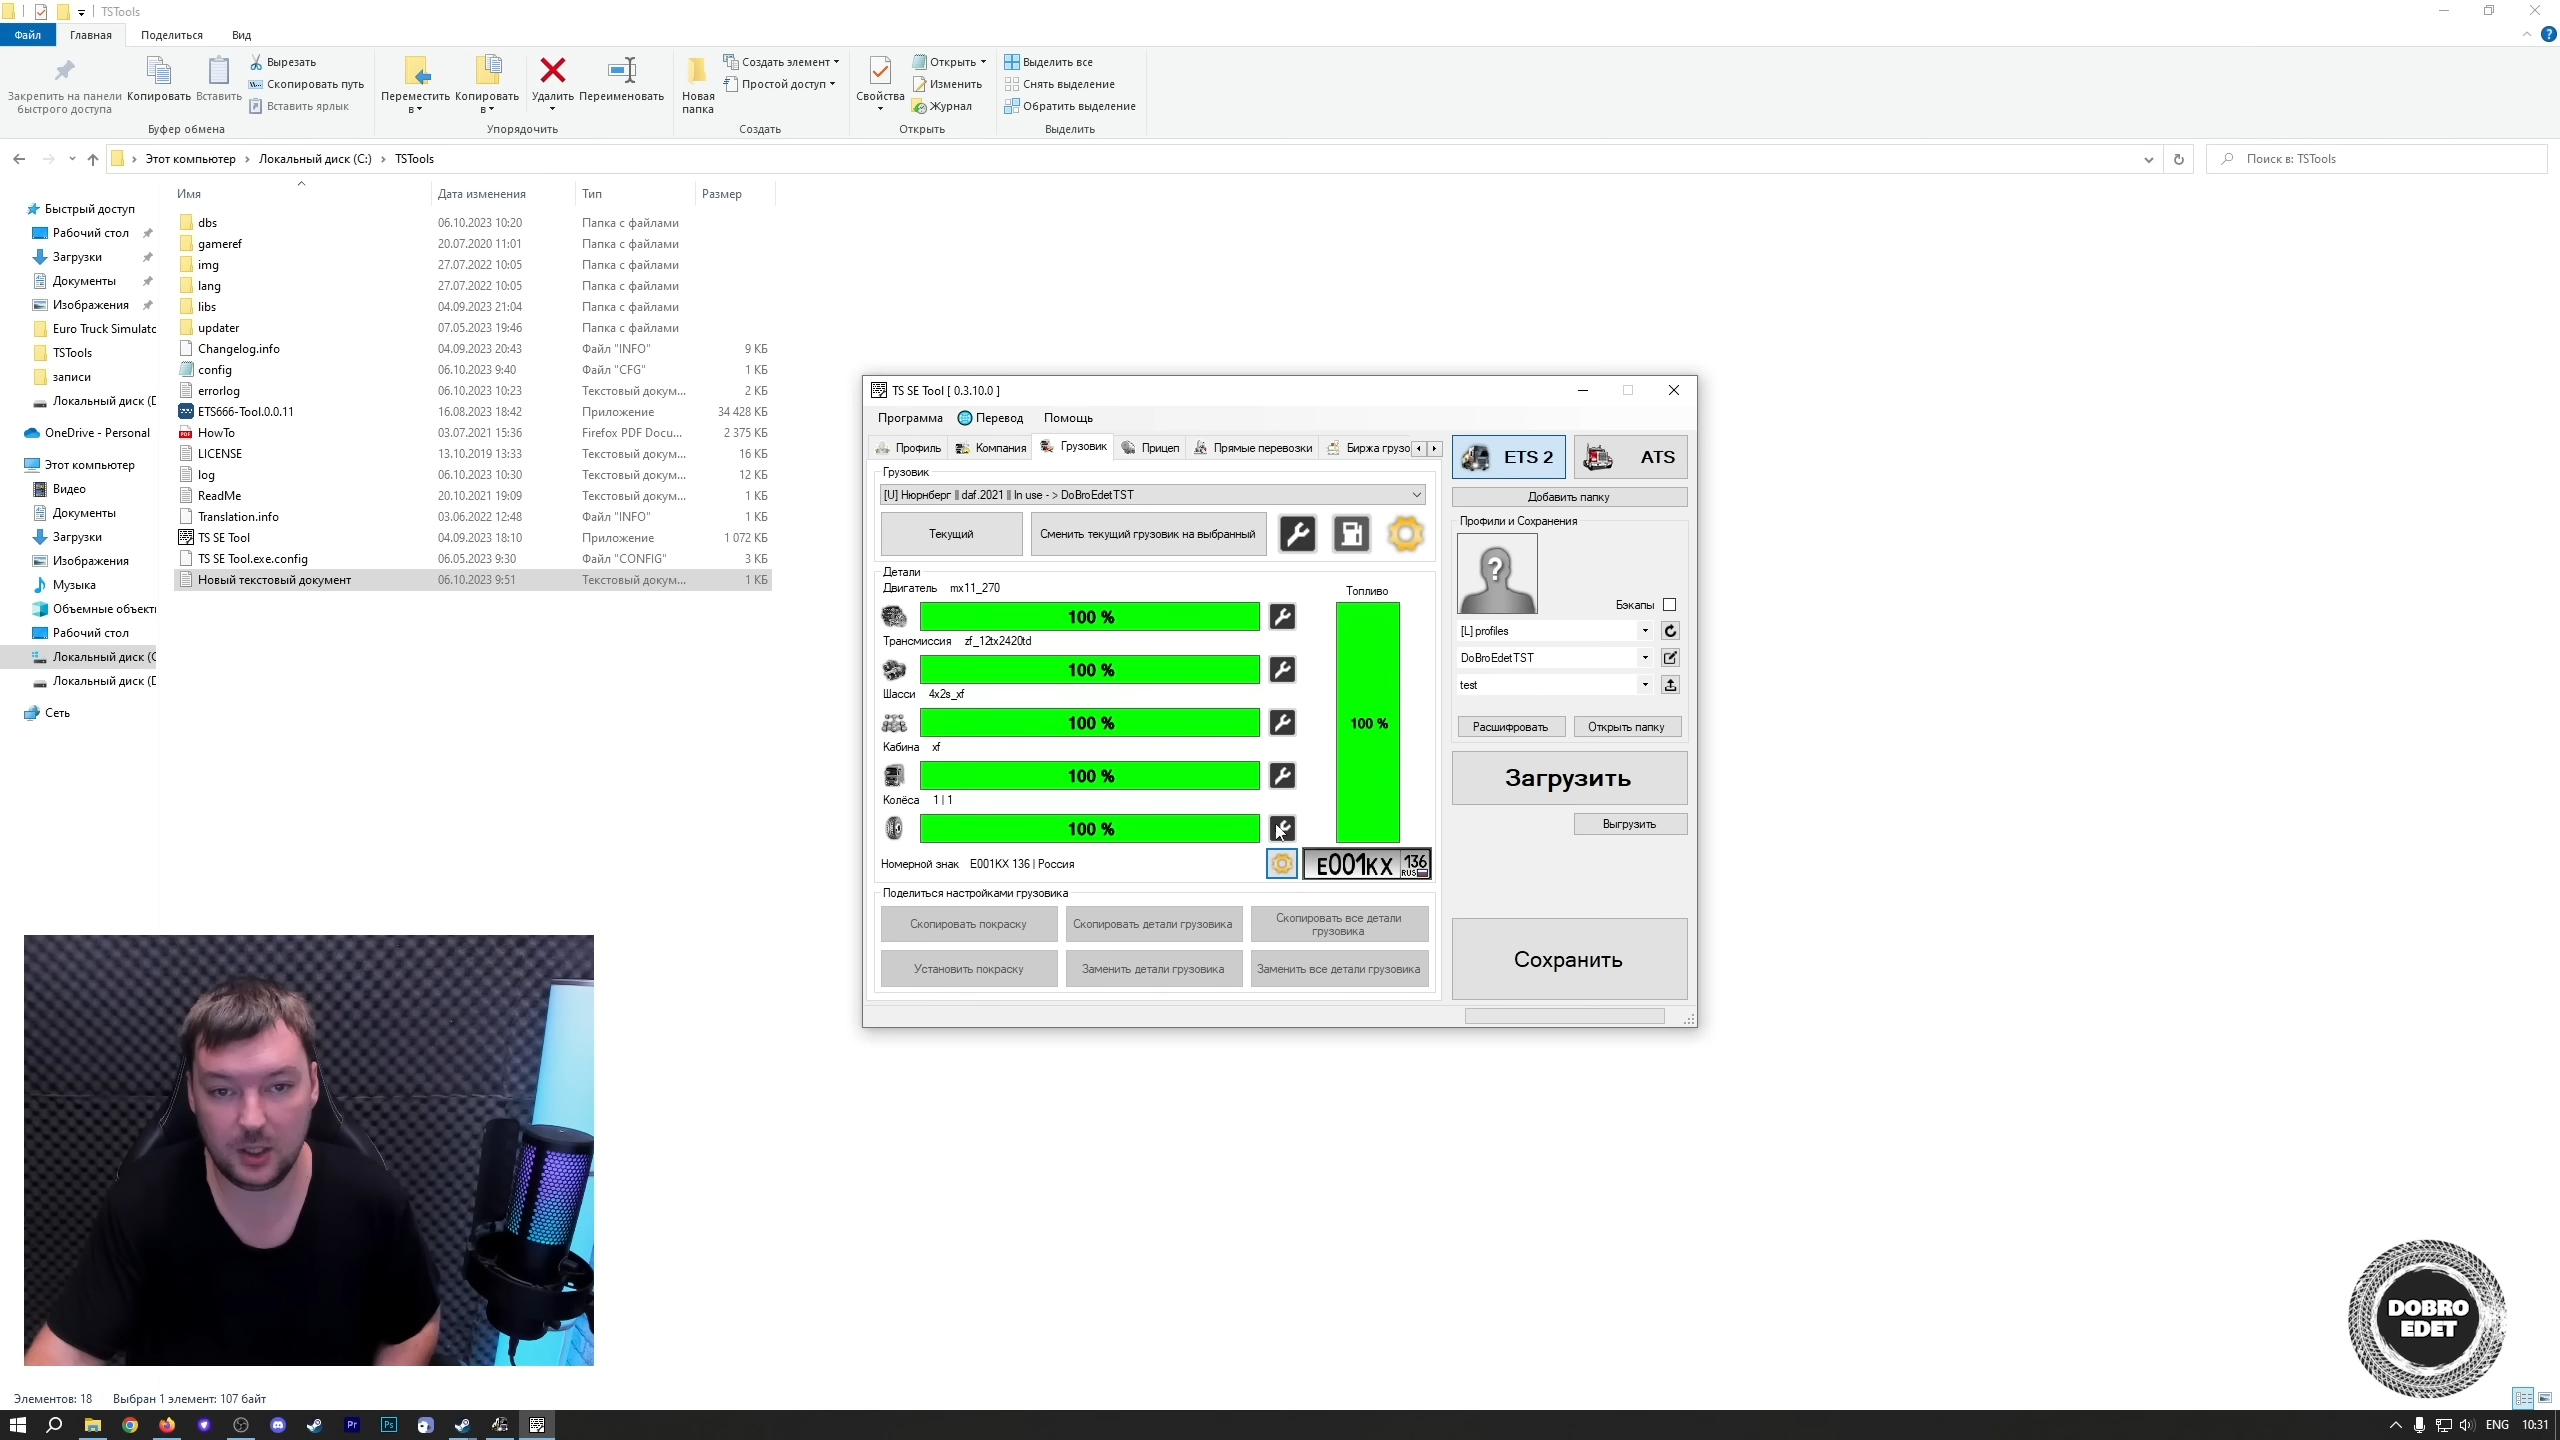 TSTools
Файл Главная Поделиться Вид
Закрепить на панели быстрого доступа
Копировать
Вставить
Вырезать
Скопировать путь
Вставить ярлык
Буфер обмена
Переместить в
Копировать в
Удалить
Переименовать
Упорядочить
Новая папка
Создать элемент
Простой доступ
Создать
Свойства
Открыть
Изменить
Журнал
Открыть
Выделить все
Снять выделение
Обратить выделение
Выделить
Этот компьютер Локальный диск (C:) TSTools
Поиск в: TSTools
Быстрый доступ
Рабочий стол
Загрузки
Документы
Изображения
Euro Truck Simulato
TSTools
записи
Локальный диск (D
OneDrive - Personal
Этот компьютер
Видео
Документы
Загрузки
Изображения
Музыка
Объемные объекты
Рабочий стол
Локальный диск (C
Локальный диск (D
Сеть
Имя Дата изменения Тип Размер
dbs 06.10.2023 10:20 Папка с файлами
gameref 20.07.2020 11:01 Папка с файлами
img 27.07.2022 10:05 Папка с файлами
lang 27.07.2022 10:05 Папка с файлами
libs 04.09.2023 21:04 Папка с файлами
updater 07.05.2023 19:46 Папка с файлами
Changelog.info 04.09.2023 20:43 Файл "INFO" 9 КБ
config 06.10.2023 9:40 Файл "CFG" 1 КБ
errorlog 06.10.2023 10:23 Текстовый докум... 2 КБ
ETS666-Tool.0.0.11 16.08.2023 18:42 Приложение 34 428 КБ
HowTo 03.07.2021 15:36 Firefox PDF Docu... 2 375 КБ
LICENSE 13.10.2019 13:33 Текстовый докум... 16 КБ
log 06.10.2023 10:30 Текстовый докум... 12 КБ
ReadMe 20.10.2021 19:09 Текстовый докум... 1 КБ
Translation.info 03.06.2022 12:48 Файл "INFO" 1 КБ
TS SE Tool 04.09.2023 18:10 Приложение 1 072 КБ
TS SE Tool.exe.config 06.05.2023 9:30 Файл "CONFIG" 3 КБ
Новый текстовый документ 06.10.2023 9:51 Текстовый докум... 1 КБ
TS SE Tool [ 0.3.10.0 ]
Программа Перевод Помощь
Профиль Компания Грузовик Прицеп Прямые перевозки Биржа грузо
Грузовик
[U] Нюрнберг || daf.2021 || In use - > DoBroEdetTST
Текущий
Сменить текущий грузовик на выбранный
Детали
Двигатель mx11_270
100 %
Трансмиссия zf_12tx2420td
100 %
Шасси 4x2s_xf
100 %
Кабина xf
100 %
Колёса 1 | 1
100 %
Топливо
100 %
Номерной знак E001KX 136 | Россия
E001KX 136
RUS
Поделиться настройками грузовика
Скопировать покраску
Скопировать детали грузовика
Скопировать все детали грузовика
Установить покраску
Заменить детали грузовика
Заменить все детали грузовика
ETS 2
ATS
Добавить папку
Профили и Сохранения
?
Бэкапы
[L] profiles
DoBroEdetTST
test
Расшифровать
Открыть папку
Загрузить
Выгрузить
Сохранить
DOBRO
EDET
Элементов: 18 Выбран 1 элемент: 107 байт
Pr Ps
ENG 10:31